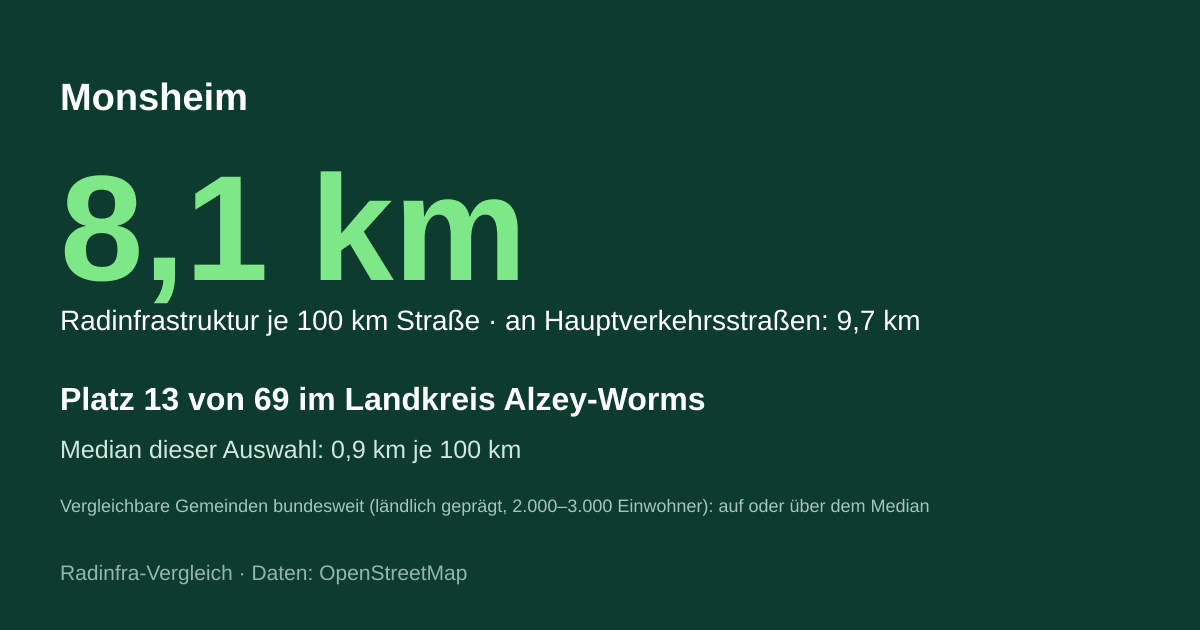 Monsheim
8,1 km
Radinfrastruktur je 100 km Straße · an Hauptverkehrsstraßen: 9,7 km
Platz 13 von 69 im Landkreis Alzey-Worms
Median dieser Auswahl: 0,9 km je 100 km
Vergleichbare Gemeinden bundesweit (ländlich geprägt, 2.000–3.000 Einwohner): auf oder über dem Median
Radinfra-Vergleich · Daten: OpenStreetMap